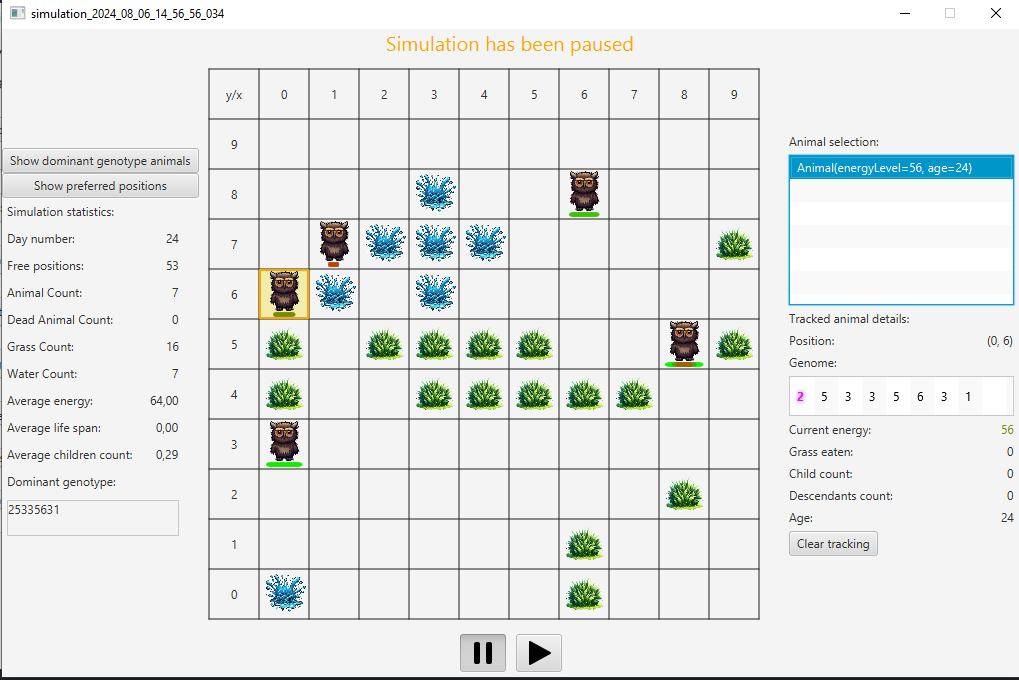 simulation_2024_08_06_14_56_56_034
Simulation has been paused
Show dominant genotype animals
Show preferred positions
Simulation statistics:
Day number: 24
Free positions: 53
Animal Count: 7
Dead Animal Count: 0
Grass Count: 16
Water Count: 7
Average energy: 64,00
Average life span: 0,00
Average children count: 0,29
Dominant genotype:
25335631
y/x 0 1 2 3 4 5 6 7 8 9
9
8
7
6
5
4
3
2
1
0
Animal selection:
Animal(energyLevel=56, age=24)
Tracked animal details:
Position: (0, 6)
Genome:
2 5 3 3 5 6 3 1
Current energy: 56
Grass eaten: 0
Child count: 0
Descendants count: 0
Age: 24
Clear tracking